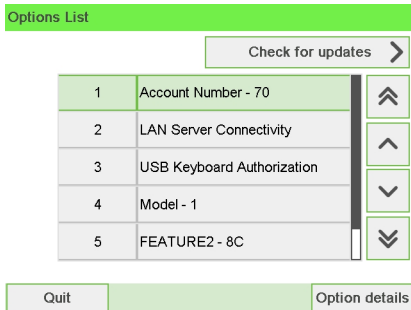 Options List
Check for updates
1 Account Number - 70
2 LAN Server Connectivity
3 USB Keyboard Authorization
4 Model - 1
5 FEATURE2 - 8C
Quit Option details